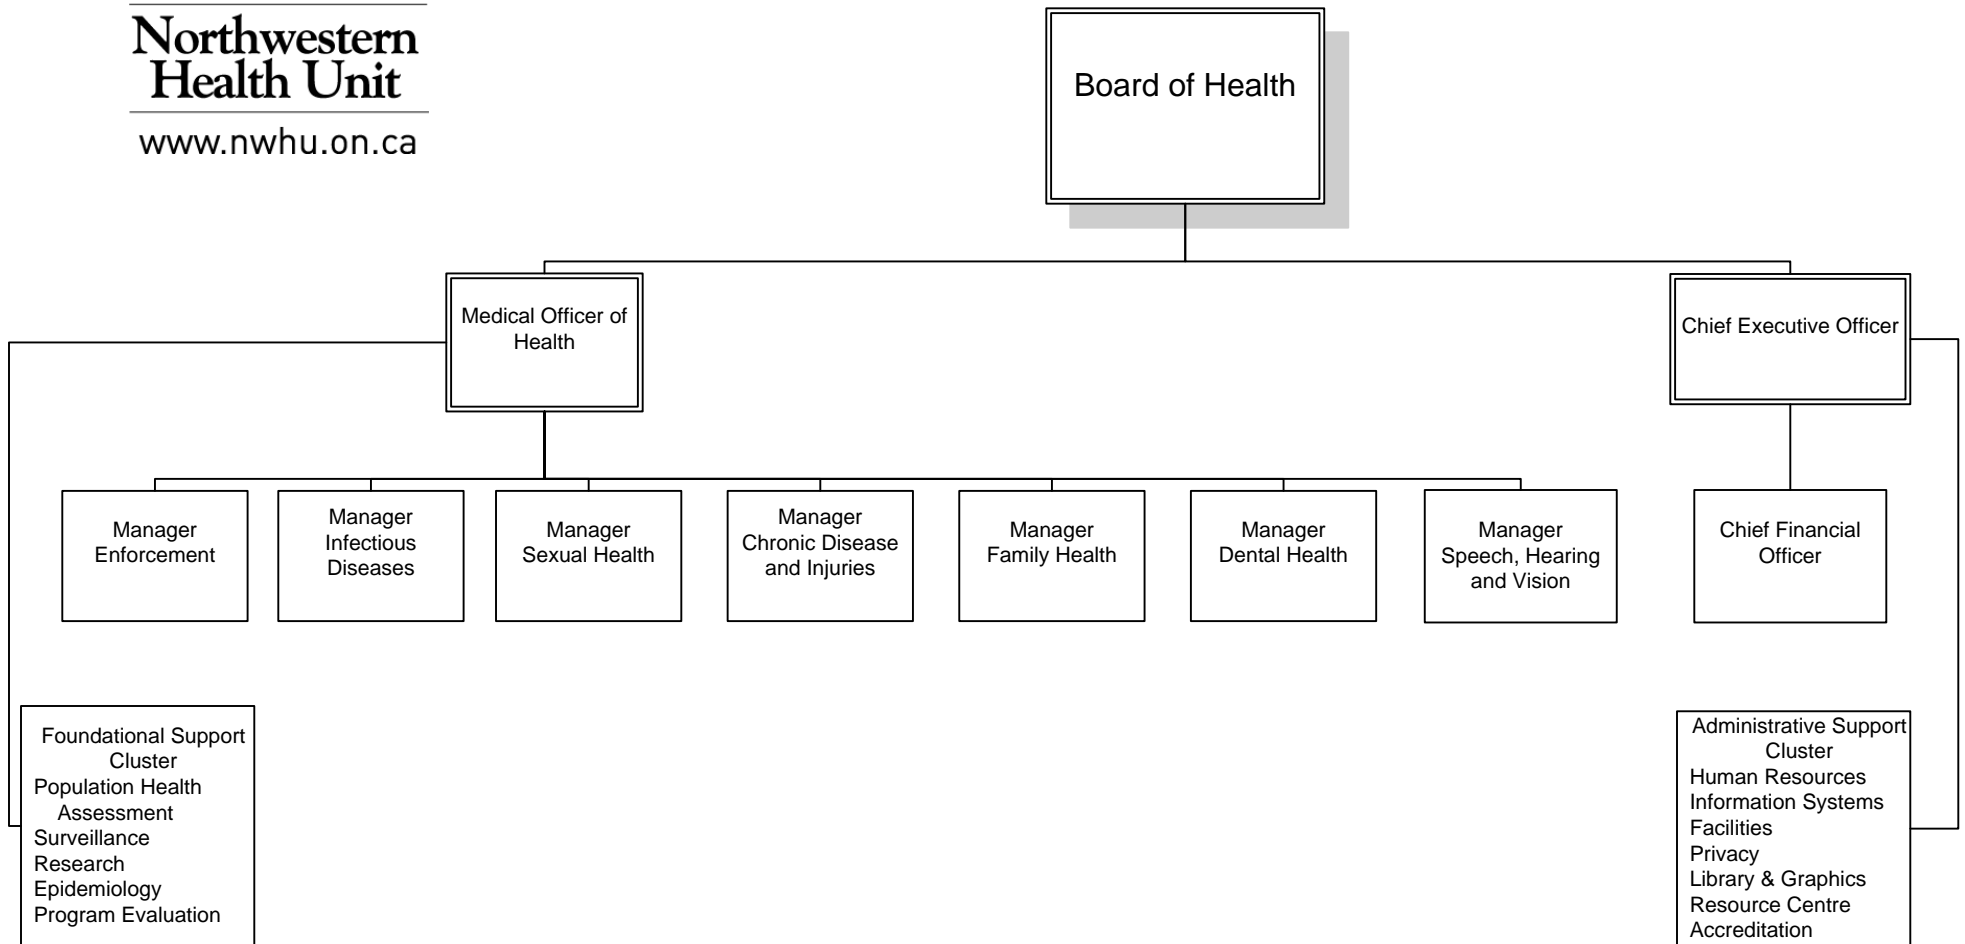 Northwestern
Health Unit
www.nwhu.on.ca
Board of Health
Medical Officer of
Health
Chief Executive Officer
Manager
Enforcement
Manager
Infectious
Diseases
Manager
Sexual Health
Manager
Chronic Disease
and Injuries
Manager
Family Health
Manager
Dental Health
Manager
Speech, Hearing
and Vision
Chief Financial
Officer
Foundational Support
Cluster
Population Health
Assessment
Surveillance
Research
Epidemiology
Program Evaluation
Administrative Support
Cluster
Human Resources
Information Systems
Facilities
Privacy
Library & Graphics
Resource Centre
Accreditation